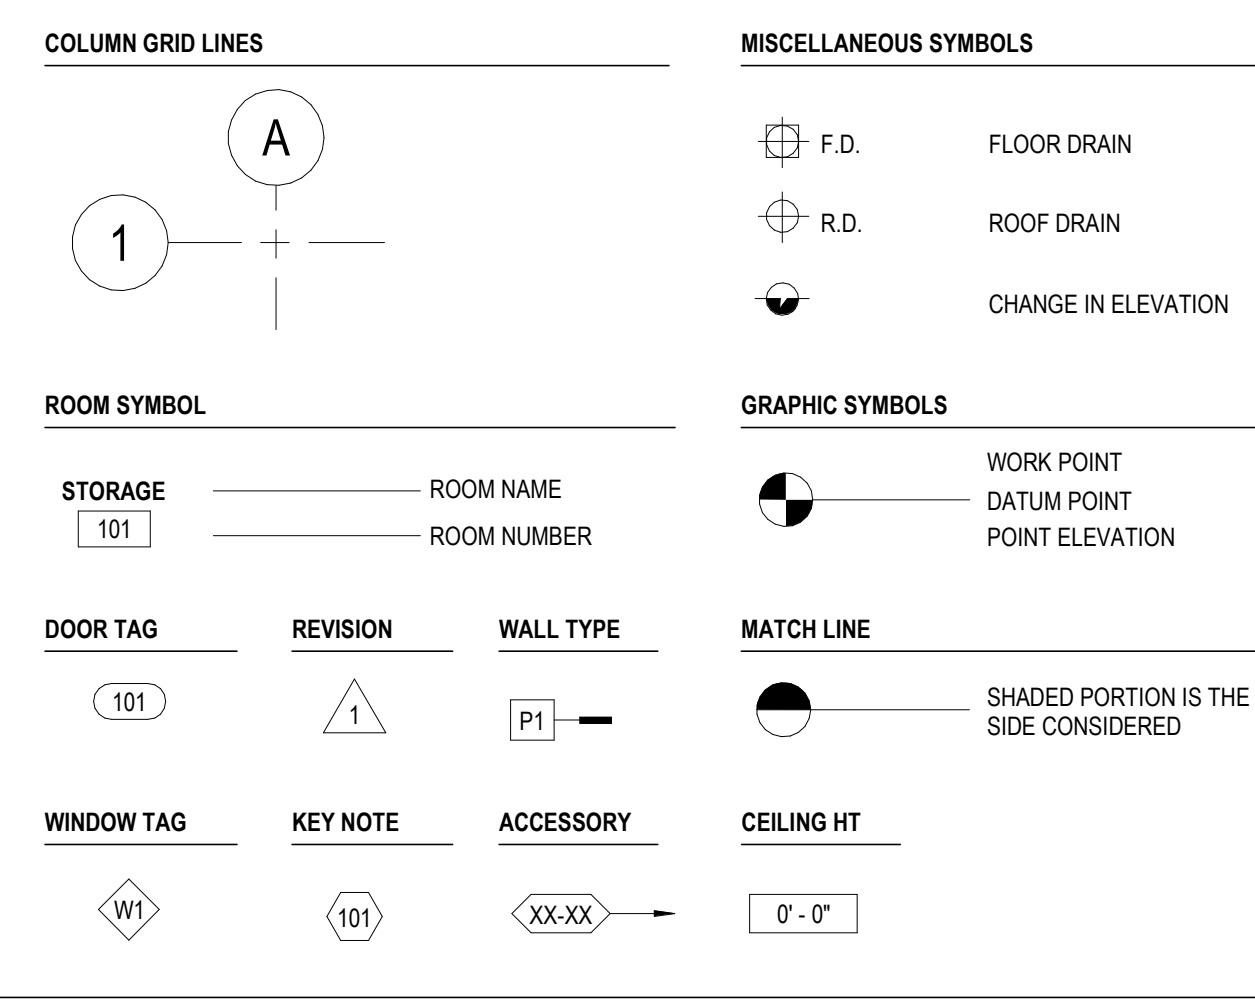 COLUMN GRID LINES
A
1
MISCELLANEOUS SYMBOLS
F.D. FLOOR DRAIN
R.D. ROOF DRAIN
CHANGE IN ELEVATION
ROOM SYMBOL
STORAGE ROOM NAME
101 ROOM NUMBER
GRAPHIC SYMBOLS
WORK POINT
DATUM POINT
POINT ELEVATION
DOOR TAG
101
REVISION
1
WALL TYPE
P1
MATCH LINE
SHADED PORTION IS THE
SIDE CONSIDERED
WINDOW TAG
W1
KEY NOTE
101
ACCESSORY
XX-XX
CEILING HT
0' - 0"